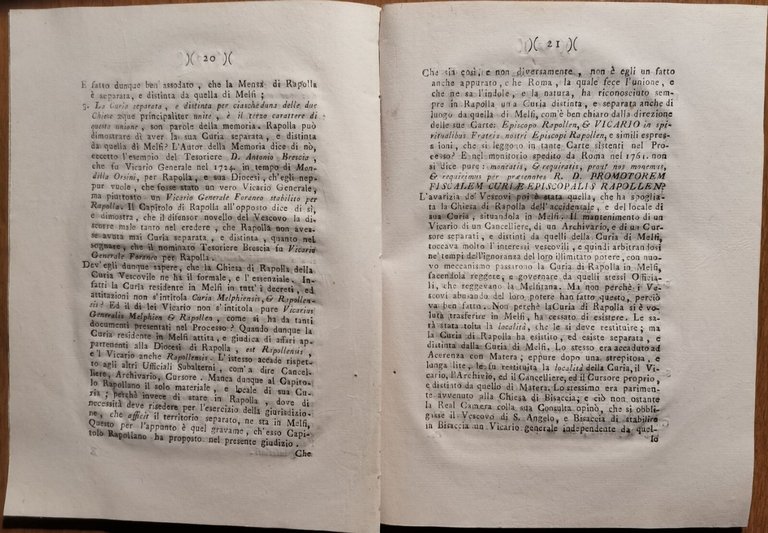 )( 20 )(
E fatto dunque ben' assodato, che la Mensa di Rapolla
è separata, e distinta da quella di Melfi.
3. La Curia separata, e distinta per ciascheduna delle due
Chiese æque principaliter unite, è il terzo carattere di
questa unione, son parole della memoria. Rapolla può
dimostrare di aver la sua Curia separata, e distinta
da quella di Melfi? L'Autor della Memoria dice di nò,
eccetto l'esempio del Tesoriere D. Antonio Brescia,
che fu Vicario Generale nel 1724. in tempo di Mon-
dilla Orsini, per Rapolla, e sua Diocesi, ch'egli nep-
pur vuole, che fosse stato un vero Vicario Generale,
ma piuttosto un Vicario Generale Foraneo stabilito per
Rapolla. Il Capitolo di Rapolla all'opposto dice di sì,
e dimostra, che il difensor novello del Vescovo la di-
scorre male tanto nel credere, che Rapolla non aves-
se avuta mai Curia separata, e distinta, quanto nel
sognare, che il nominato Tesoriere Brescia fu Vicario
Generale Foraneo per Rapolla.
Dev'egli dunque sapere, che la Chiesa di Rapolla della
Curia Vescovile ne hà il formale, e l'essenziale. In-
fatti la Curia residente in Melfi in tutt'i decreti, ed
attitazioni non s'intitola Curia Melphiensis, & Rapollen-
sis? Ed il di lei Vicario non s'intitola pure Vicarius
Generalis Melphien & Rapollen, come si ha da tanti
documenti presentati nel Processo? Quando dunque la
Curia residente in Melfi attita, e giudica di affari ap-
partenenti alla Diocesi di Rapolla, est Rapollensis,
e'l Vicario anche Rapollensis. L'istesso accade rispet-
to agli altri Uffiziali Subalterni, com'a dire Cancel-
liere, Archivario, Cursore. Manca dunque al Capito-
lo Rapollano il solo materiale, e locale di sua Cu-
ria; perchè invece di stare in Rapolla, dove di
necessità deve risedere per l'esercizio della giurisdizio-
ne, che afficit il territorio separato, ne sta in Melfi,
Questo per l'appunto è quel gravame, ch'esso Capi-
tolo Rapollano ha proposto nel presente giudizio.
Che
)( 21 )(
Che sia così, e non diversamente, non è egli un fatto
anche appurato, che Roma, la quale fece l'unione, e
che ne sa l'indole, e la natura, ha riconosciuto sem-
pre in Rapolla una Curia distinta, e separata anche di
luogo da quella di Melfi, com'è ben chiaro dalla direzione
delle sue Carte: Episcopo Rapollen, & VICARIO in spi-
ritualibus Fratris nostri Episcopi Rapollen, e simili espres-
sioni, che si leggono in tante Carte sistenti nel Pro-
cesso? E nel monitorio spedito da Roma nel 1761. non
si dice pure: moneatis, & requiratis, prout nos monemus,
& requirimus per præsentes R. D. PROMOTOREM
FISCALEM CURIÆ EPISCOPALIS RAPOLLEN?
L'avarizia de' Vescovi poi è stata quella, che ha spoglia-
ta la Chiesa di Rapolla dell'accidentale, e del locale di
sua Curia, situandola in Melfi. Il mantenimento di un
Vicario di un Cancelliere, di un Archivario, e di un Cur-
sore separati, e distinti da quelli della Curia di Melfi,
toccava molto l'interessi vescovili, e quindi arbitrandosi
ne' tempi dell'ignoranza del loro illimitato potere, con un
nuovo meccanismo passarono la Curia di Rapolla in Melfi,
facendola reggere, e governare da quelli stessi Officia-
li, che reggevano la Melfitana. Ma non perchè i Ve-
scovi abusando del loro potere han fatto questo, perciò
va ben fatto. Non perchè la Curia di Rapolla si è vo-
luta trasferire in Melfi, ha cessato di esistere. Le sa-
rà stata tolta la località, che le si deve restituire; ma
la Curia di Rapolla ha esistito, ed esiste separata, e
distinta dalla Curia di Melfi. Lo stesso era accaduto ad
Acerenza con Matera; eppure dopo una strepitosa, e
lunga lite, le fu restituita la località della Curia, il Vi-
cario, l'Archivio, ed il Cancelliere, ed il Cursore proprio,
e distinto da quello di Matera. Lo stessismo era parimen-
te avvenuto alla Chiesa di Bisaccia; e ciò non ostante
la Real Camera colla sua Consulta opinò, che si obbli-
gasse il Vescovo di S. Angelo, e Bisaccia di stabilire
in Bisaccia un Vicario generale independente da quel-
lo